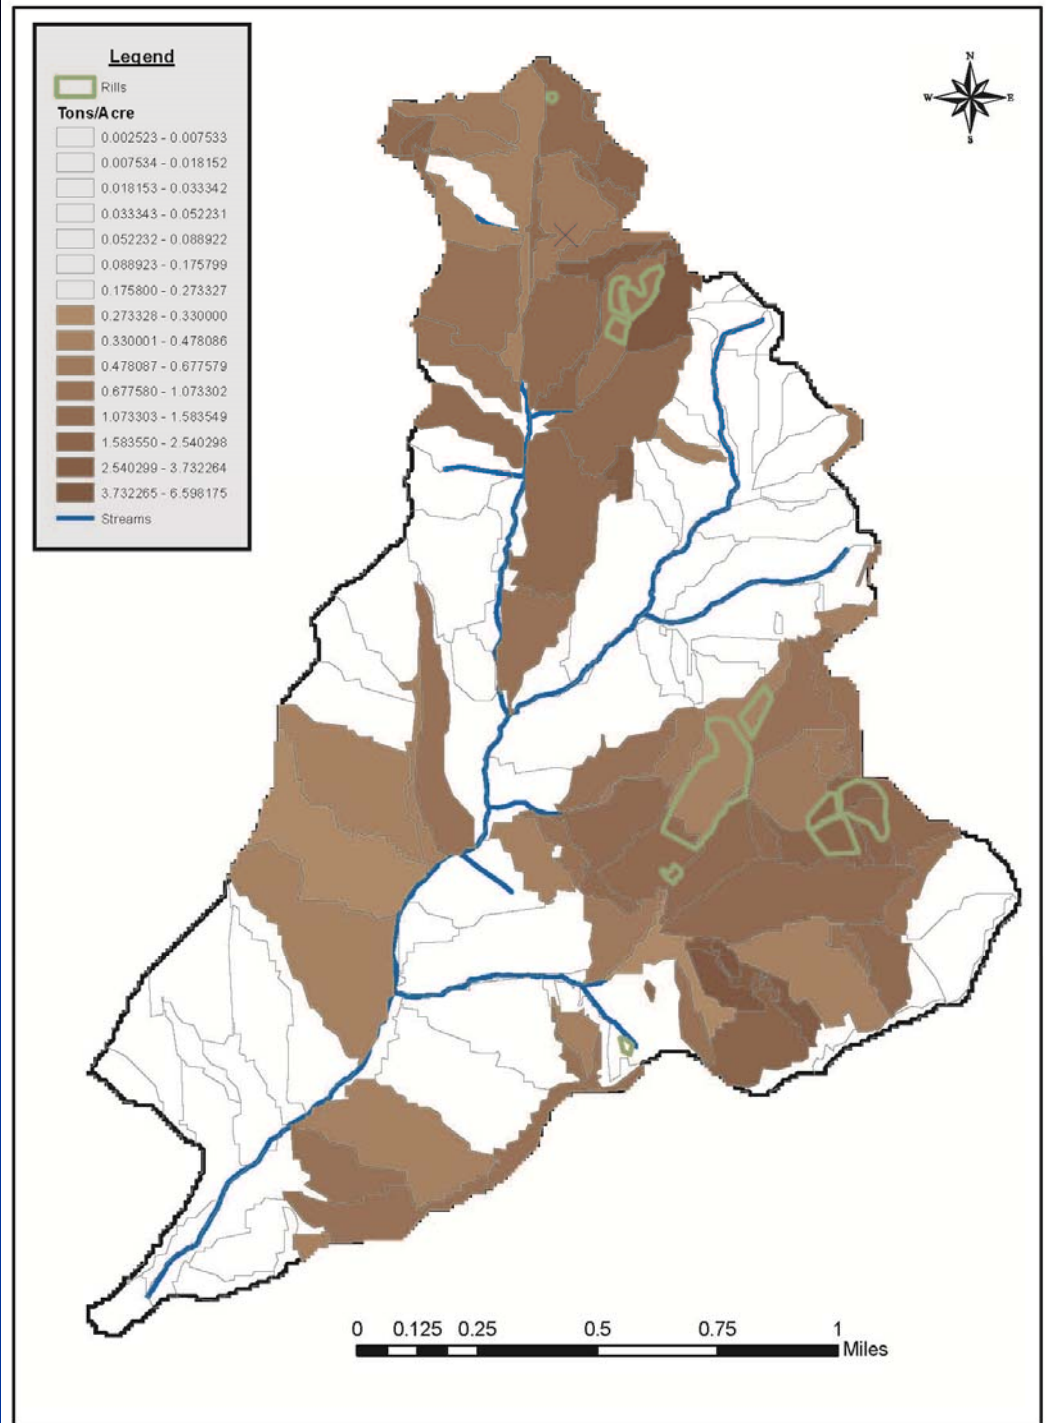 Legend
Rills
Tons/Acre
0.002523 - 0.007533
0.007534 - 0.018152
0.018153 - 0.033342
0.033343 - 0.052231
0.052232 - 0.088922
0.088923 - 0.175799
0.175800 - 0.273327
0.273328 - 0.330000
0.330001 - 0.478086
0.478087 - 0.677579
0.677580 - 1.073302
1.073303 - 1.583549
1.583550 - 2.540298
2.540299 - 3.732264
3.732265 - 6.598175
Streams
N
W E
S
0 0.125 0.25 0.5 0.75 1
Miles